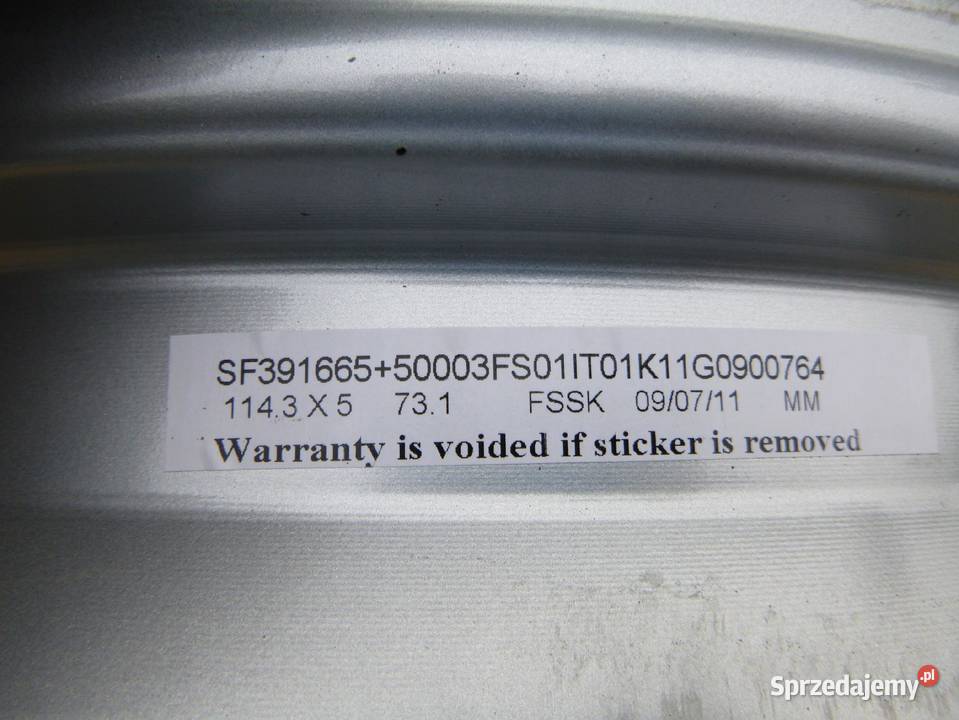 SF391665+50003FS01IT01K11G0900764
114.3 X 5 73.1 FSSK 09/07/11 MM
Warranty is voided if sticker is removed
Sprzedajemy.pl